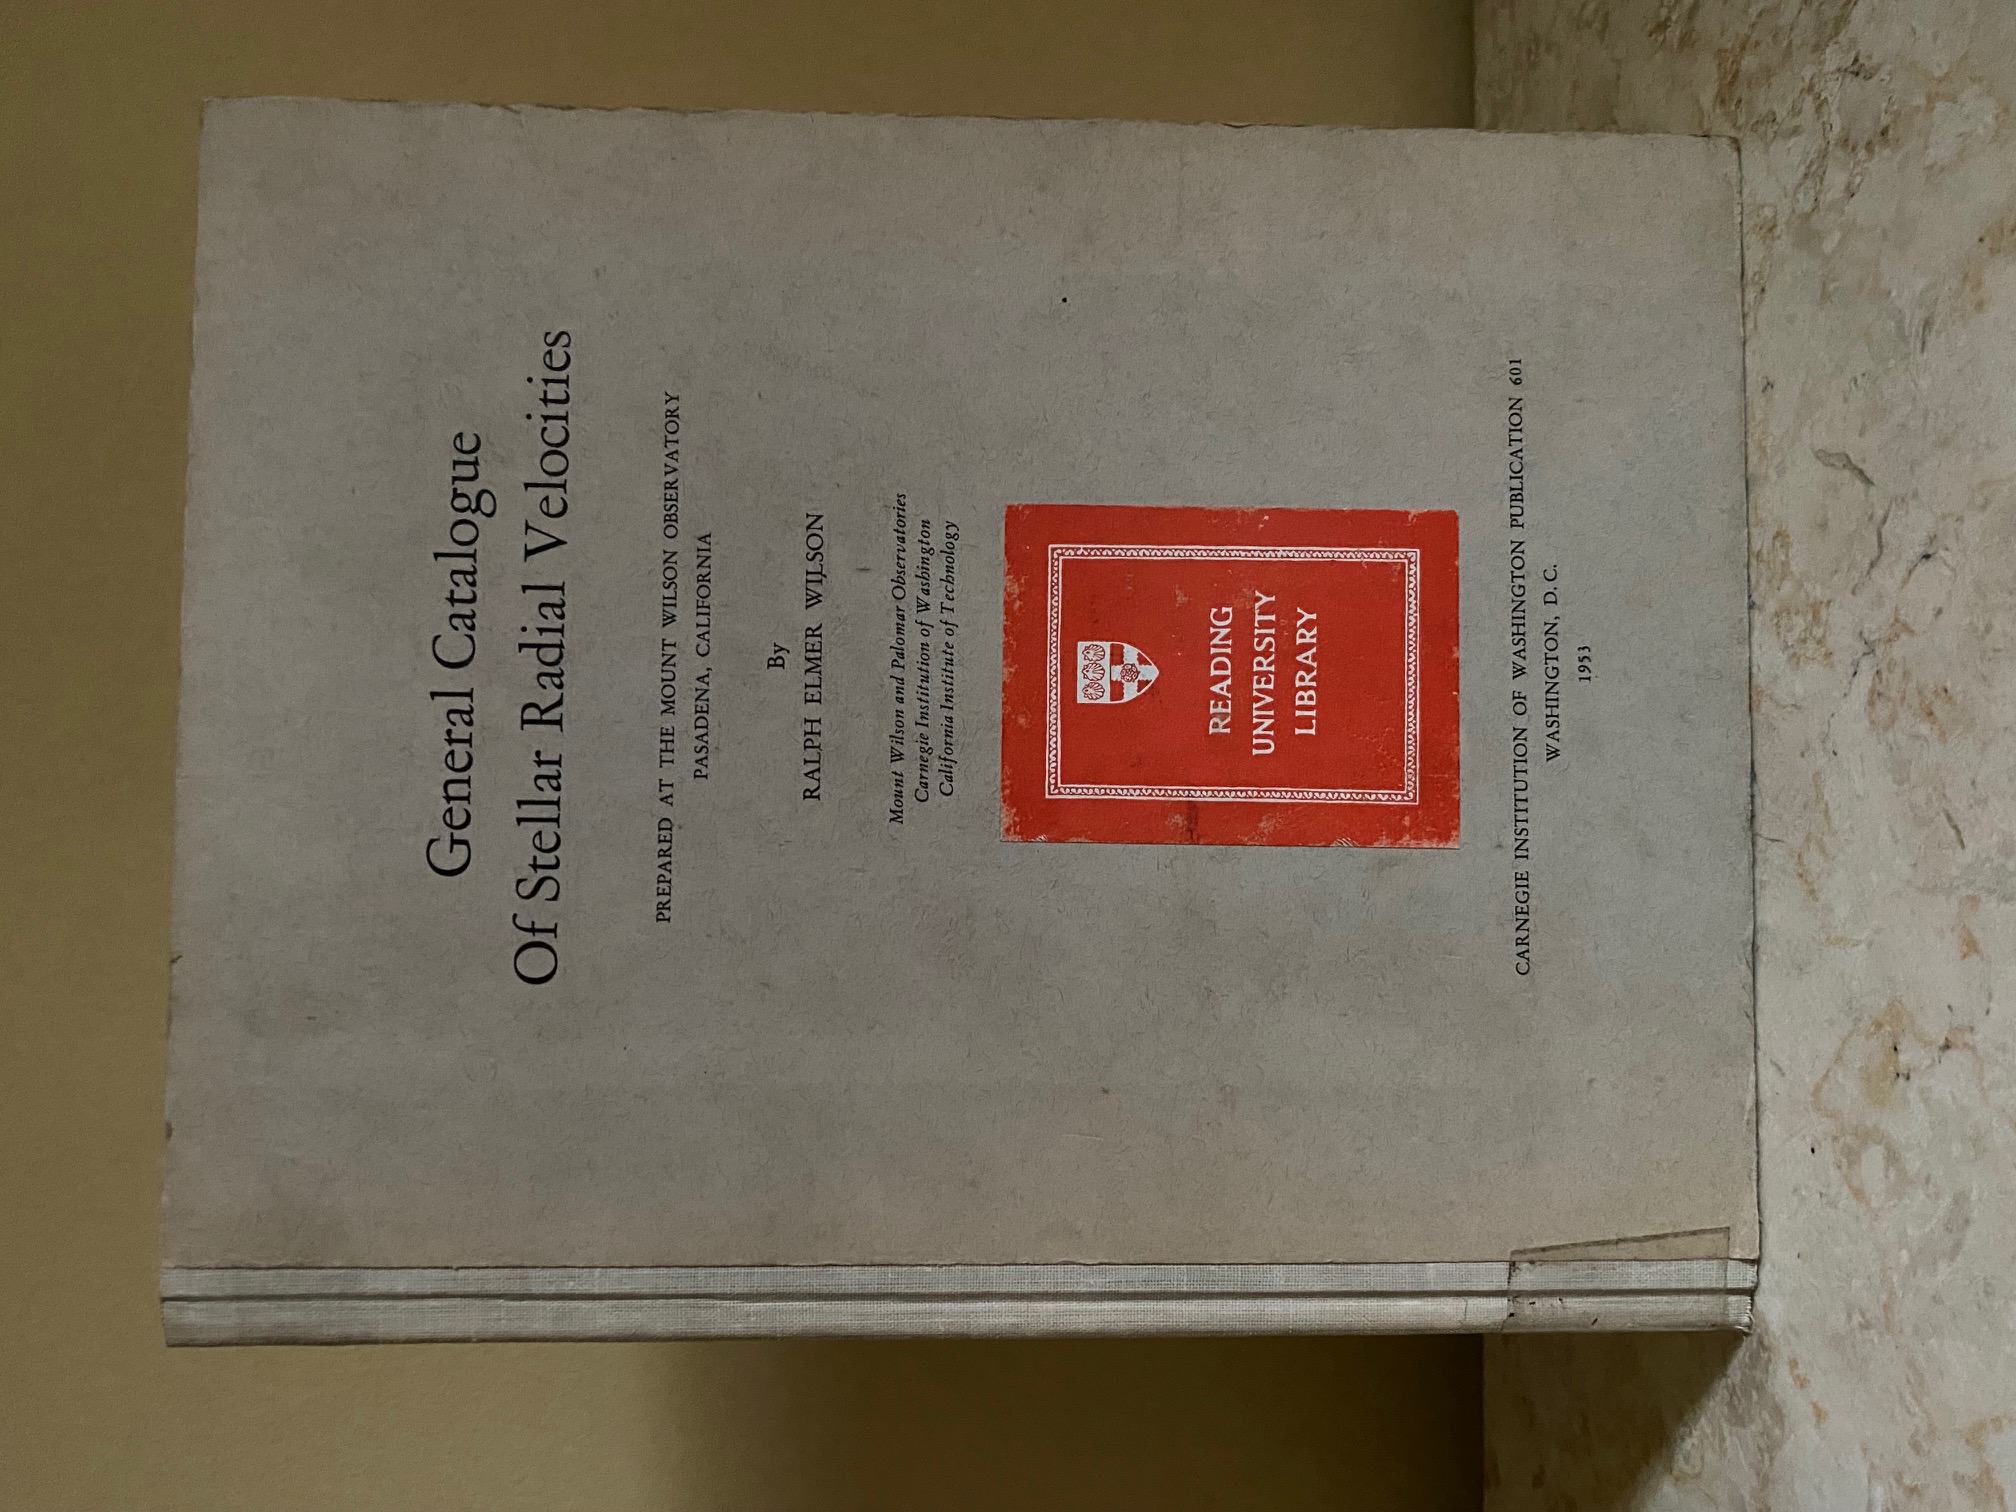 General Catalogue
Of Stellar Radial Velocities
PREPARED AT THE MOUNT WILSON OBSERVATORY
PASADENA, CALIFORNIA
By
RALPH ELMER WILSON
Mount Wilson and Palomar Observatories
Carnegie Institution of Washington
California Institute of Technology
READING
UNIVERSITY
LIBRARY
CARNEGIE INSTITUTION OF WASHINGTON PUBLICATION 601
WASHINGTON, D. C.
1953